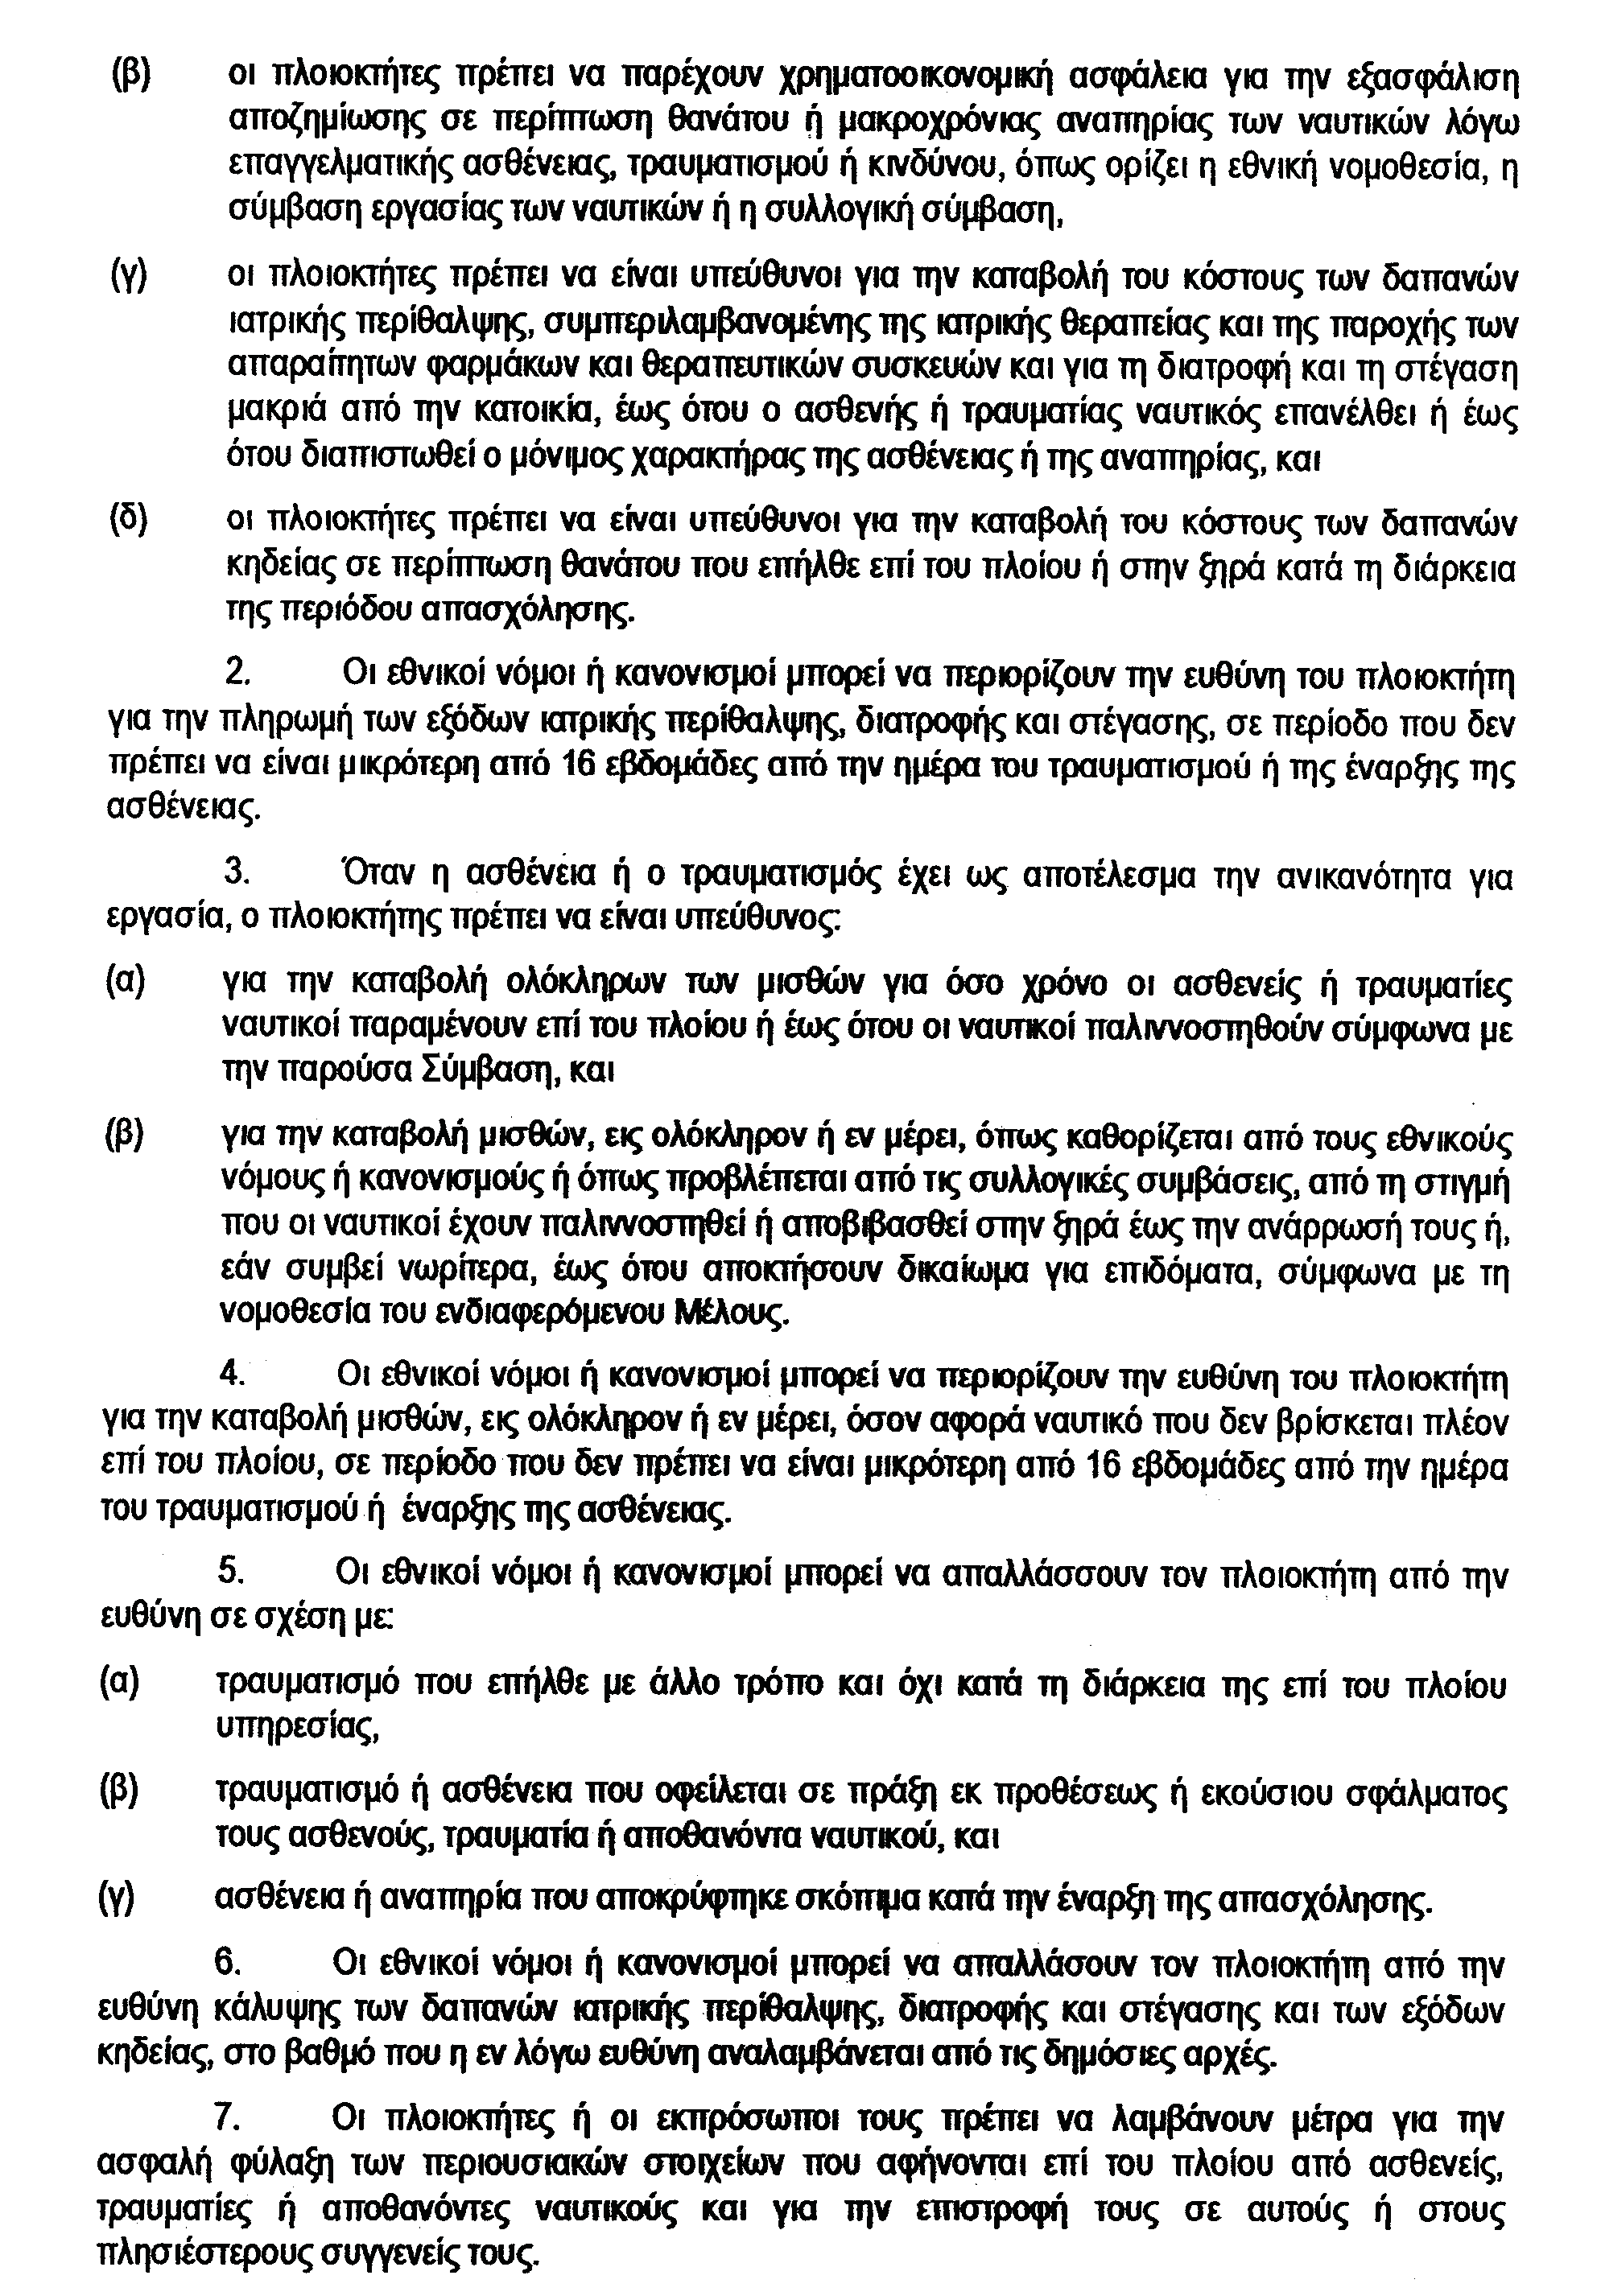 (β) οι πλοιοκτήτες πρέπει να παρέχουν χρηματοοικονομική ασφάλεια για την εξασφάλιση
αποζημίωσης σε περίπτωση θανάτου ή μακροχρόνιας αναπηρίας των ναυτικών λόγω
επαγγελματικής ασθένειας, τραυματισμού ή κινδύνου, όπως ορίζει η εθνική νομοθεσία, η
σύμβαση εργασίας των ναυτικών ή η συλλογική σύμβαση,
(γ) οι πλοιοκτήτες πρέπει να είναι υπεύθυνοι για την καταβολή του κόστους των δαπανών
ιατρικής περίθαλψης, συμπεριλαμβανομένης της ιατρικής θεραπείας και της παροχής των
απαραίτητων φαρμάκων και θεραπευτικών συσκευών και για τη διατροφή και τη στέγαση
μακριά από την κατοικία, έως ότου ο ασθενής ή τραυματίας ναυτικός επανέλθει ή έως
ότου διαπιστωθεί ο μόνιμος χαρακτήρας της ασθένειας ή της αναπηρίας, και
(δ) οι πλοιοκτήτες πρέπει να είναι υπεύθυνοι για την καταβολή του κόστους των δαπανών
κηδείας σε περίπτωση θανάτου που επήλθε επί του πλοίου ή στην ξηρά κατά τη διάρκεια
της περιόδου απασχόλησης.
2. Οι εθνικοί νόμοι ή κανονισμοί μπορεί να περιορίζουν την ευθύνη του πλοιοκτήτη
για την πληρωμή των εξόδων ιατρικής περίθαλψης, διατροφής και στέγασης, σε περίοδο που δεν
πρέπει να είναι μικρότερη από 16 εβδομάδες από την ημέρα του τραυματισμού ή της έναρξης της
ασθένειας.
3. Όταν η ασθένεια ή ο τραυματισμός έχει ως αποτέλεσμα την ανικανότητα για
εργασία, ο πλοιοκτήτης πρέπει να είναι υπεύθυνος:
(α) για την καταβολή ολόκληρων των μισθών για όσο χρόνο οι ασθενείς ή τραυματίες
ναυτικοί παραμένουν επί του πλοίου ή έως ότου οι ναυτικοί παλιννοστηθούν σύμφωνα με
την παρούσα Σύμβαση, και
(β) για την καταβολή μισθών, εις ολόκληρον ή εν μέρει, όπως καθορίζεται από τους εθνικούς
νόμους ή κανονισμούς ή όπως προβλέπεται από τις συλλογικές συμβάσεις, από τη στιγμή
που οι ναυτικοί έχουν παλιννοστηθεί ή αποβιβασθεί στην ξηρά έως την ανάρρωσή τους ή,
εάν συμβεί νωρίτερα, έως ότου αποκτήσουν δικαίωμα για επιδόματα, σύμφωνα με τη
νομοθεσία του ενδιαφερόμενου Μέλους.
4. Οι εθνικοί νόμοι ή κανονισμοί μπορεί να περιορίζουν την ευθύνη του πλοιοκτήτη
για την καταβολή μισθών, εις ολόκληρον ή εν μέρει, όσον αφορά ναυτικό που δεν βρίσκεται πλέον
επί του πλοίου, σε περίοδο που δεν πρέπει να είναι μικρότερη από 16 εβδομάδες από την ημέρα
του τραυματισμού ή έναρξης της ασθένειας.
5. Οι εθνικοί νόμοι ή κανονισμοί μπορεί να απαλλάσσουν τον πλοιοκτήτη από την
ευθύνη σε σχέση με:
(α) τραυματισμό που επήλθε με άλλο τρόπο και όχι κατά τη διάρκεια της επί του πλοίου
υπηρεσίας,
(β) τραυματισμό ή ασθένεια που οφείλεται σε πράξη εκ προθέσεως ή εκούσιου σφάλματος
τους ασθενούς, τραυματία ή αποθανόντα ναυτικού, και
(γ) ασθένεια ή αναπηρία που αποκρύφτηκε σκόπιμα κατά την έναρξη της απασχόλησης.
6. Οι εθνικοί νόμοι ή κανονισμοί μπορεί να απαλλάσουν τον πλοιοκτήτη από την
ευθύνη κάλυψης των δαπανών ιατρικής περίθαλψης, διατροφής και στέγασης και των εξόδων
κηδείας, στο βαθμό που η εν λόγω ευθύνη αναλαμβάνεται από τις δημόσιες αρχές.
7. Οι πλοιοκτήτες ή οι εκπρόσωποι τους πρέπει να λαμβάνουν μέτρα για την
ασφαλή φύλαξη των περιουσιακών στοιχείων που αφήνονται επί του πλοίου από ασθενείς,
τραυματίες ή αποθανόντες ναυτικούς και για την επιστροφή τους σε αυτούς ή στους
πλησιέστερους συγγενείς τους.